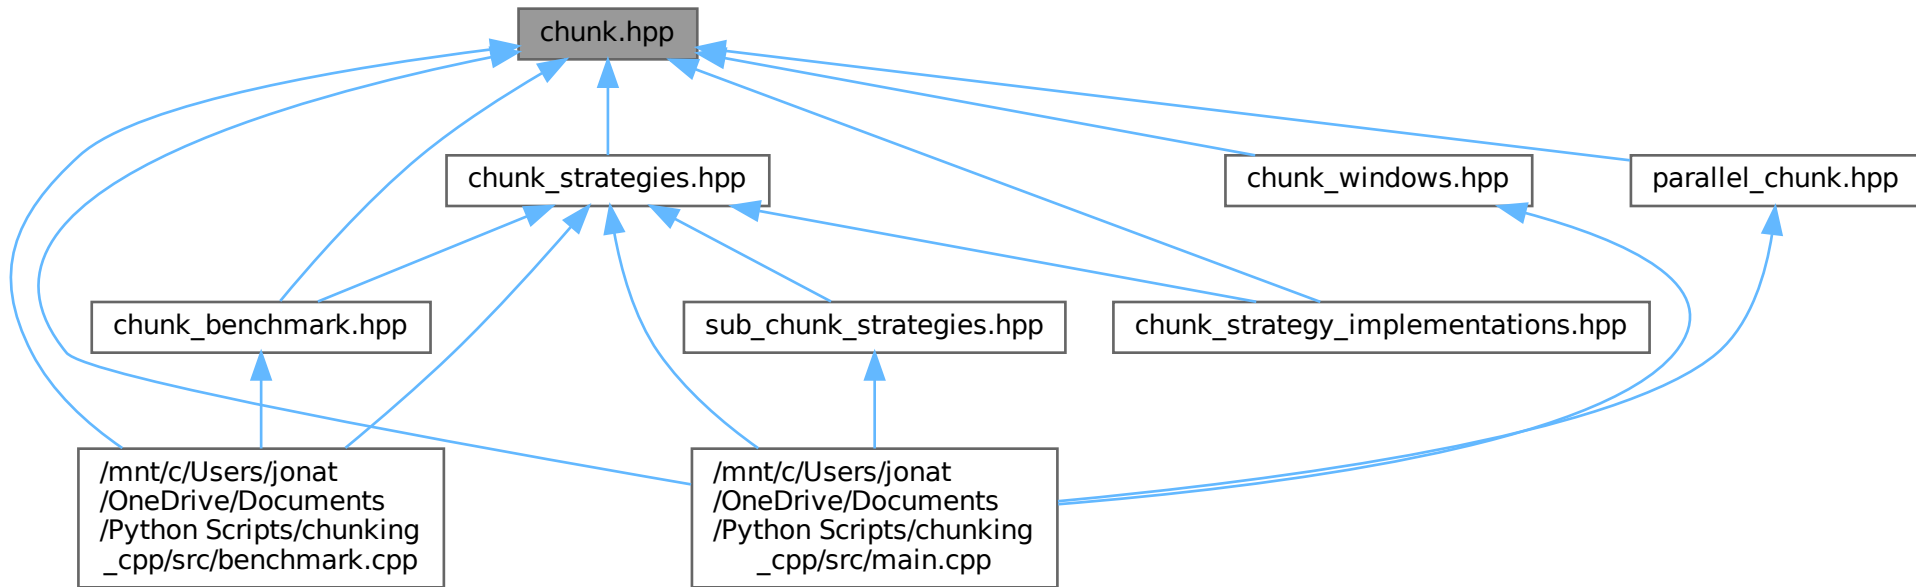 chunk.hpp
chunk_strategies.hpp
chunk_windows.hpp
parallel_chunk.hpp
chunk_benchmark.hpp
sub_chunk_strategies.hpp
chunk_strategy_implementations.hpp
/mnt/c/Users/jonat
/OneDrive/Documents
/Python Scripts/chunking
_cpp/src/benchmark.cpp
/mnt/c/Users/jonat
/OneDrive/Documents
/Python Scripts/chunking
_cpp/src/main.cpp